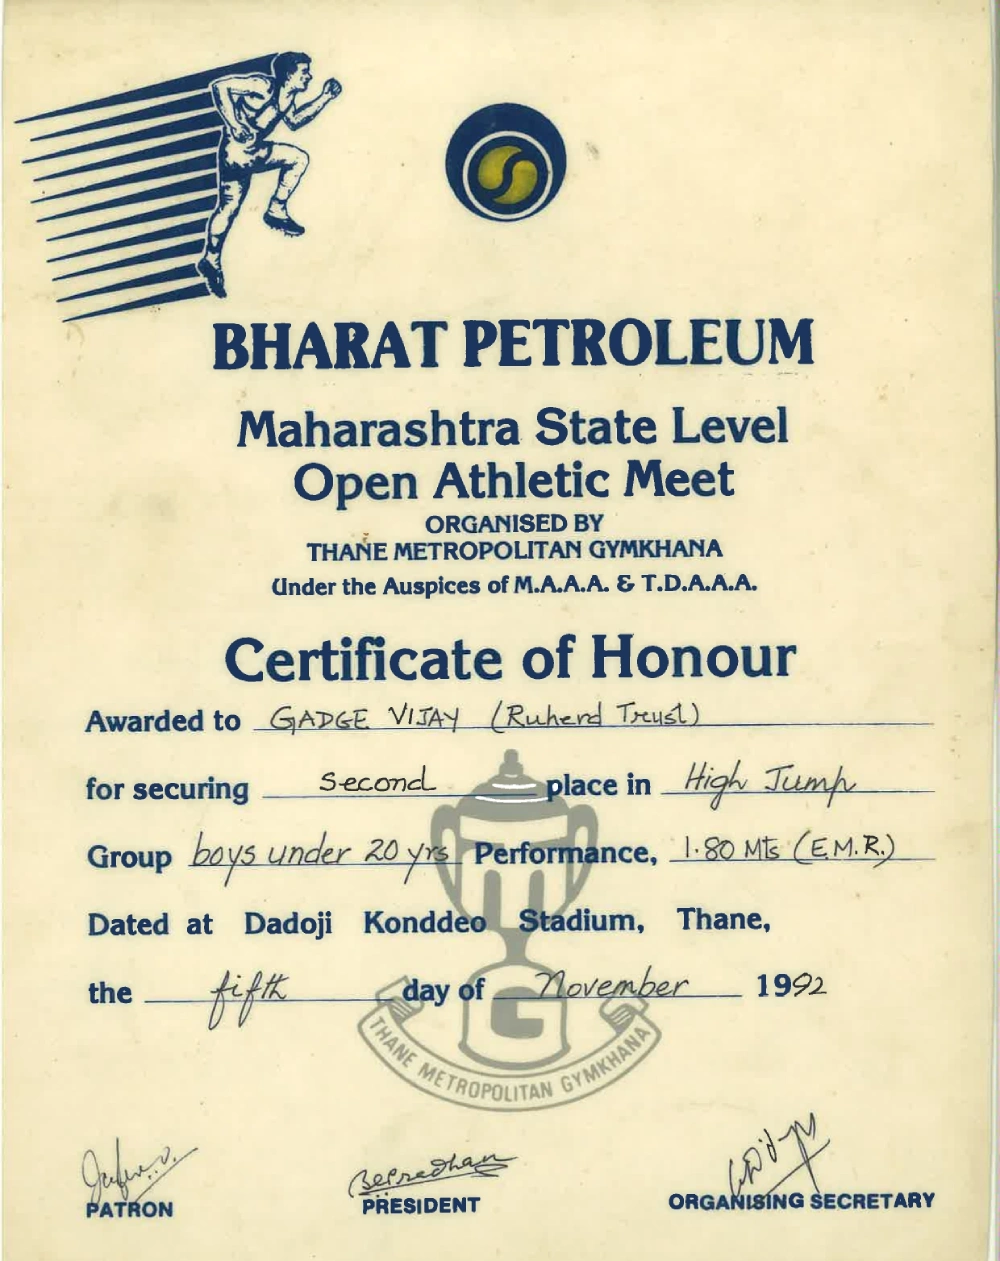 BHARAT PETROLEUM
Maharashtra State Level
Open Athletic Meet
ORGANISED BY
THANE METROPOLITAN GYMKHANA
Under the Auspices of M.A.A.A. & T.D.A.A.A.
Certificate of Honour
Awarded to GADGE VIJAY (Ruherd Trust)
for securing Second place in High Jump
Group boys under 20 yrs Performance, 1.80 Mts (E.M.R.)
Dated at Dadoji Konddeo Stadium, Thane,
the fifth day of November 1992
G
THANE METROPOLITAN GYMKHANA
PATRON PRESIDENT ORGANISING SECRETARY